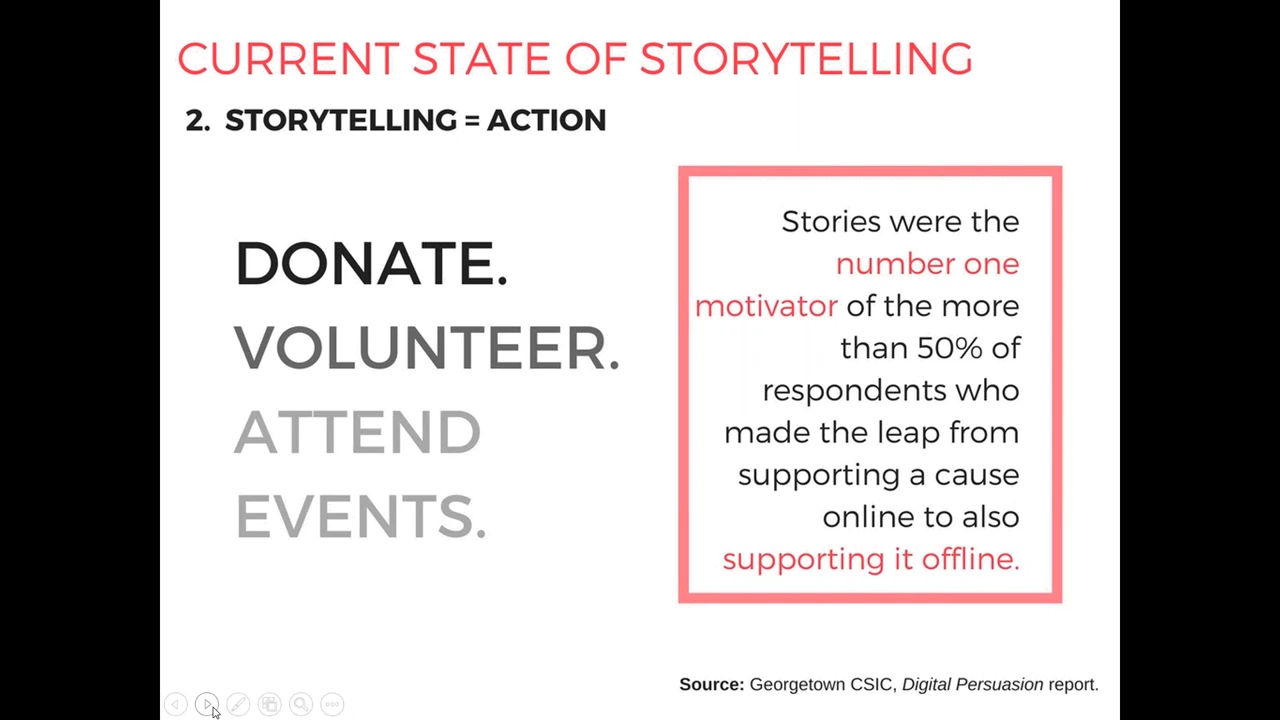 CURRENT STATE OF STORYTELLING
2. STORYTELLING = ACTION
DONATE.
VOLUNTEER.
ATTEND
EVENTS.
Stories were the
number one
motivator of the more
than 50% of
respondents who
made the leap from
supporting a cause
online to also
supporting it offline.
Source: Georgetown CSIC, Digital Persuasion report.